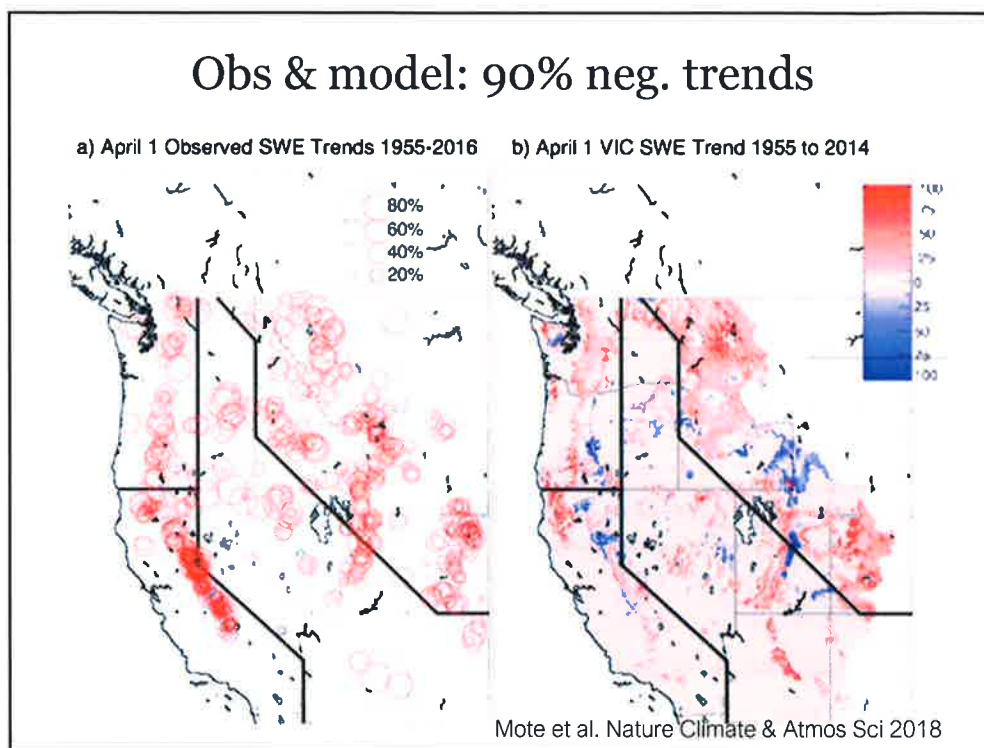 Obs & model: 90% neg. trends
a) April 1 Observed SWE Trends 1955-2016
b) April 1 VIC SWE Trend 1955 to 2014
80%
60%
40%
20%
0
25
Mote et al. Nature Climate & Atmos Sci 2018